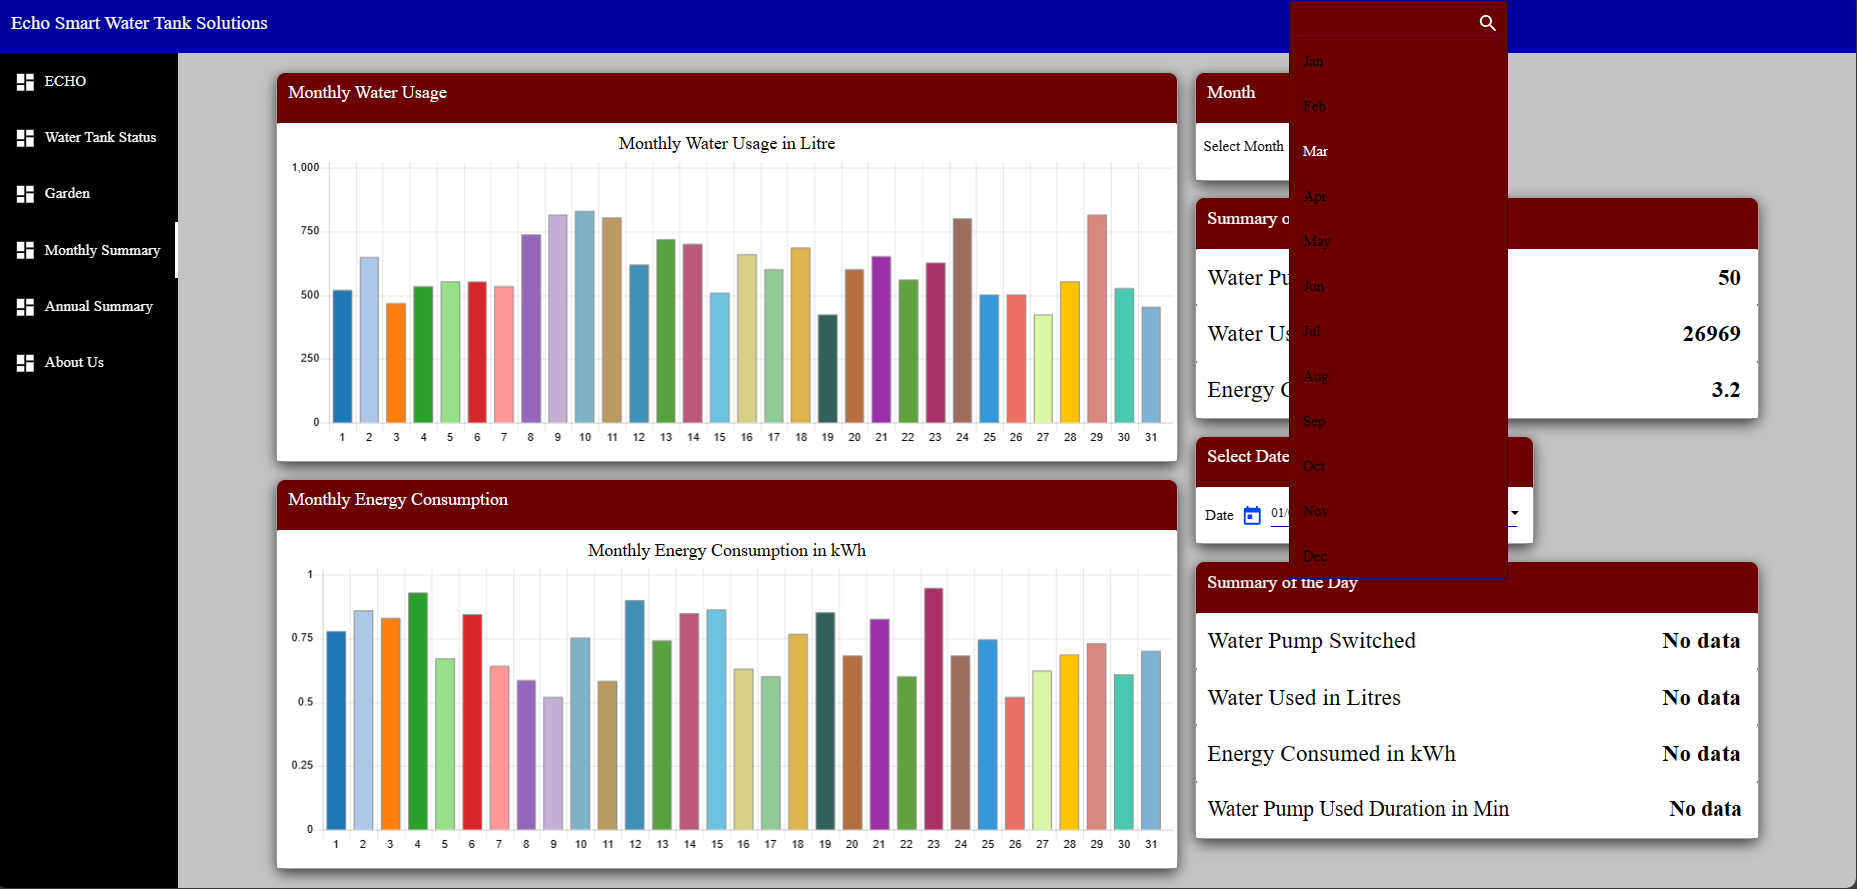 Echo Smart Water Tank Solutions
ECHO
Water Tank Status
Garden
Monthly Summary
Annual Summary
About Us
Monthly Water Usage
Monthly Water Usage in Litre
1,000
750
500
250
0
1 2 3 4 5 6 7 8 9 10 11 12 13 14 15 16 17 18 19 20 21 22 23 24 25 26 27 28 29 30 31
Monthly Energy Consumption
Monthly Energy Consumption in kWh
1
0.75
0.5
0.25
0
1 2 3 4 5 6 7 8 9 10 11 12 13 14 15 16 17 18 19 20 21 22 23 24 25 26 27 28 29 30 31
Month
Select Month
Jan
Feb
Mar
Apr
May
Jun
Jul
Aug
Sep
Oct
Nov
Dec
Summary o
Water Pu 50
Water Us 26969
Energy C 3.2
Select Date
Date 01/
Summary of the Day
Water Pump Switched No data
Water Used in Litres No data
Energy Consumed in kWh No data
Water Pump Used Duration in Min No data